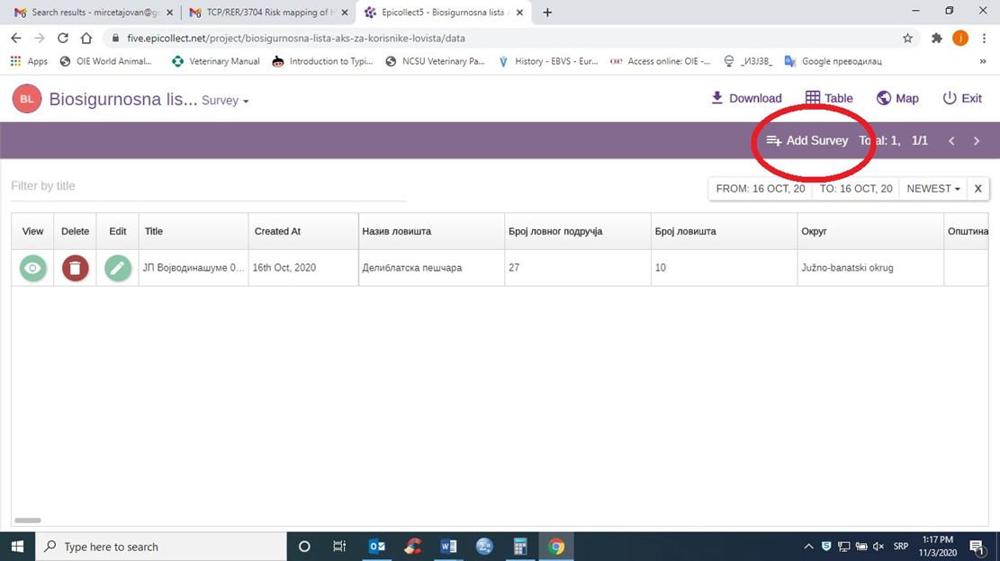 Search results - mircetajovan@gr
TCP/RER/3704 Risk mapping of H
Epicollect5 - Biosigurnosna lista A
five.epicollect.net/project/biosigurnosna-lista-aks-za-korisnike-lovista/data
j
Apps
OIE World Animal...
Veterinary Manual
Introduction to Typi...
NCSU Veterinary Pa...
History - EBVS - Eur...
Access online: OIE -...
_ИЗЈЗВ_
Google преводилац
»
BL
Biosigurnosna lis...
Survey
Download
Table
Map
Exit
Add Survey
Total: 1,
1/1
Filter by title
FROM: 16 OCT, 20
TO: 16 OCT, 20
NEWEST
X
View
Delete
Edit
Title
Created At
Назив ловишта
Број ловног подручја
Број ловишта
Округ
Општина
ЈП Војводинашуме 0...
16th Oct, 2020
Делиблатска пешчара
27
10
Južno-banatski okrug
Type here to search
SRP
1:17 PM
11/3/2020
1